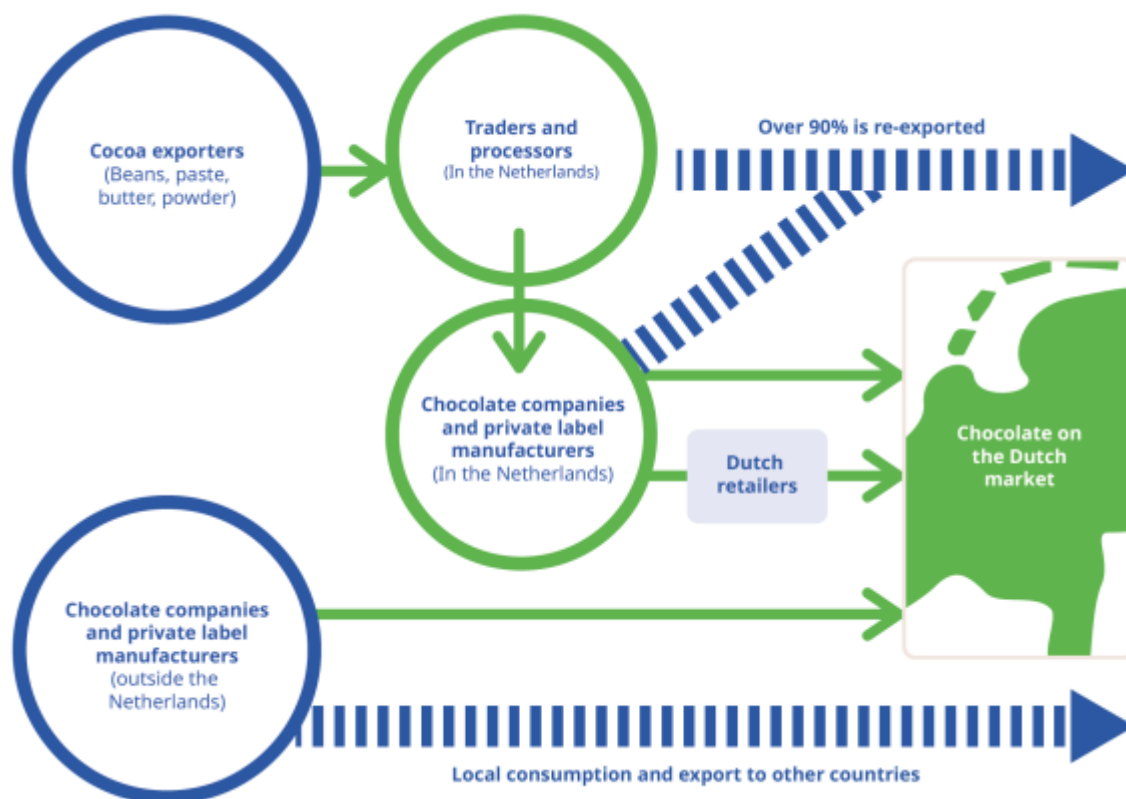 Cocoa exporters
(Beans, paste,
butter, powder)
Traders and
processors
(In the Netherlands)
Over 90% is re-exported
Chocolate companies
and private label
manufacturers
(In the Netherlands)
Dutch
retailers
Chocolate on
the Dutch
market
Chocolate companies
and private label
manufacturers
(outside the
Netherlands)
Local consumption and export to other countries